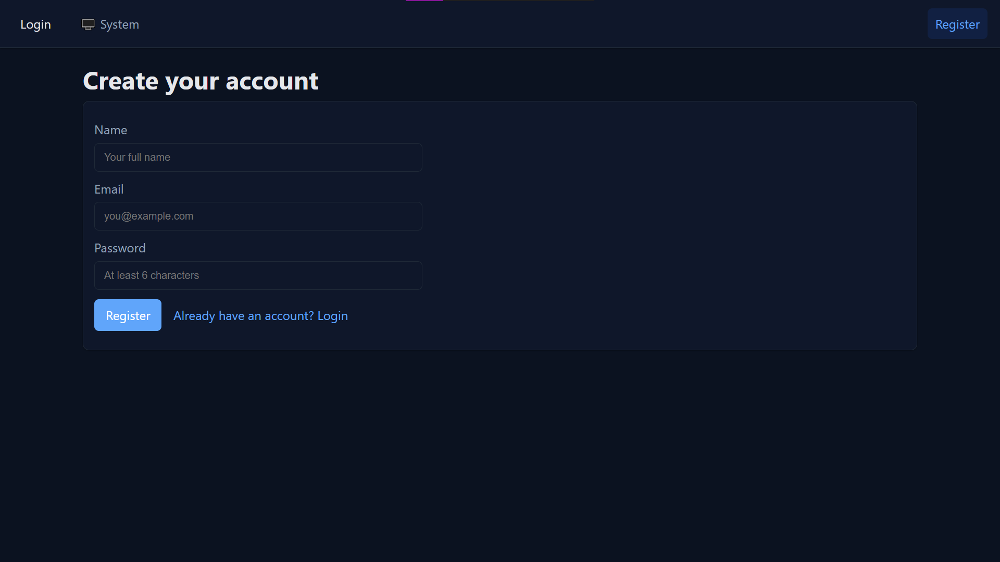 Login System Register
Create your account
Name
Your full name
Email
you@example.com
Password
At least 6 characters
Register Already have an account? Login